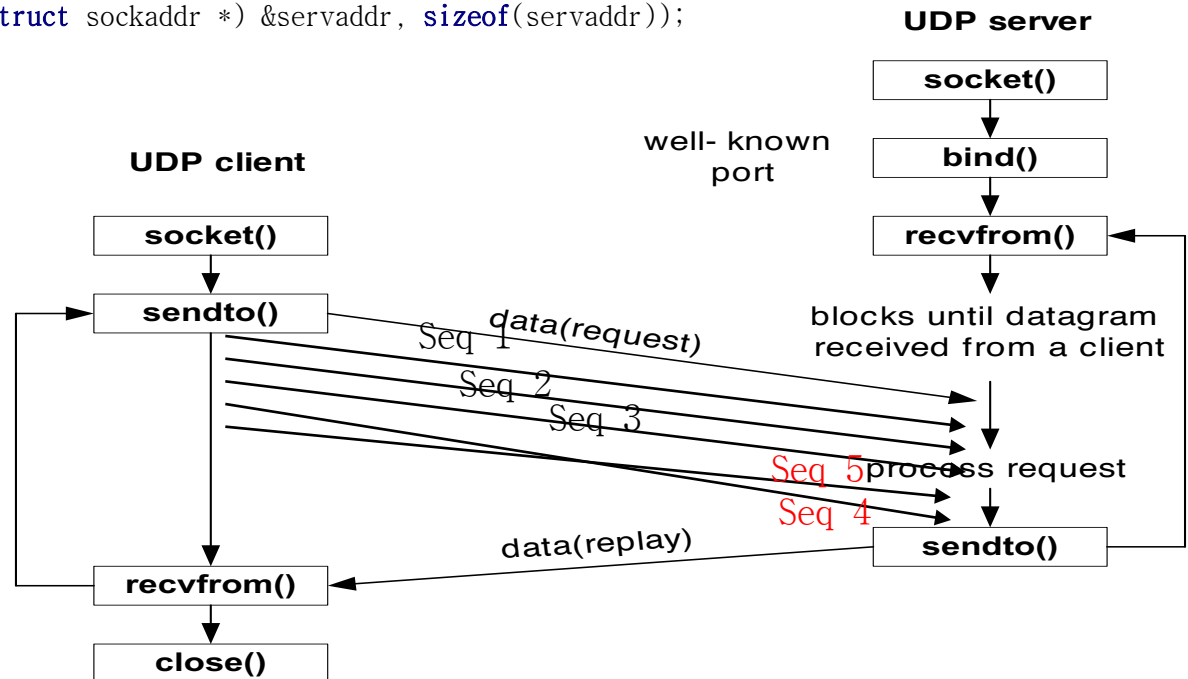 truct sockaddr *) &servaddr, sizeof(servaddr));
UDP server
socket()
well- known
port
bind()
UDP client
socket()
recvfrom()
sendto()
data(request)
blocks until datagram
received from a client
Seq 1
Seq 2
Seq 3
Seq 5
process request
Seq 4
data(replay)
sendto()
recvfrom()
close()